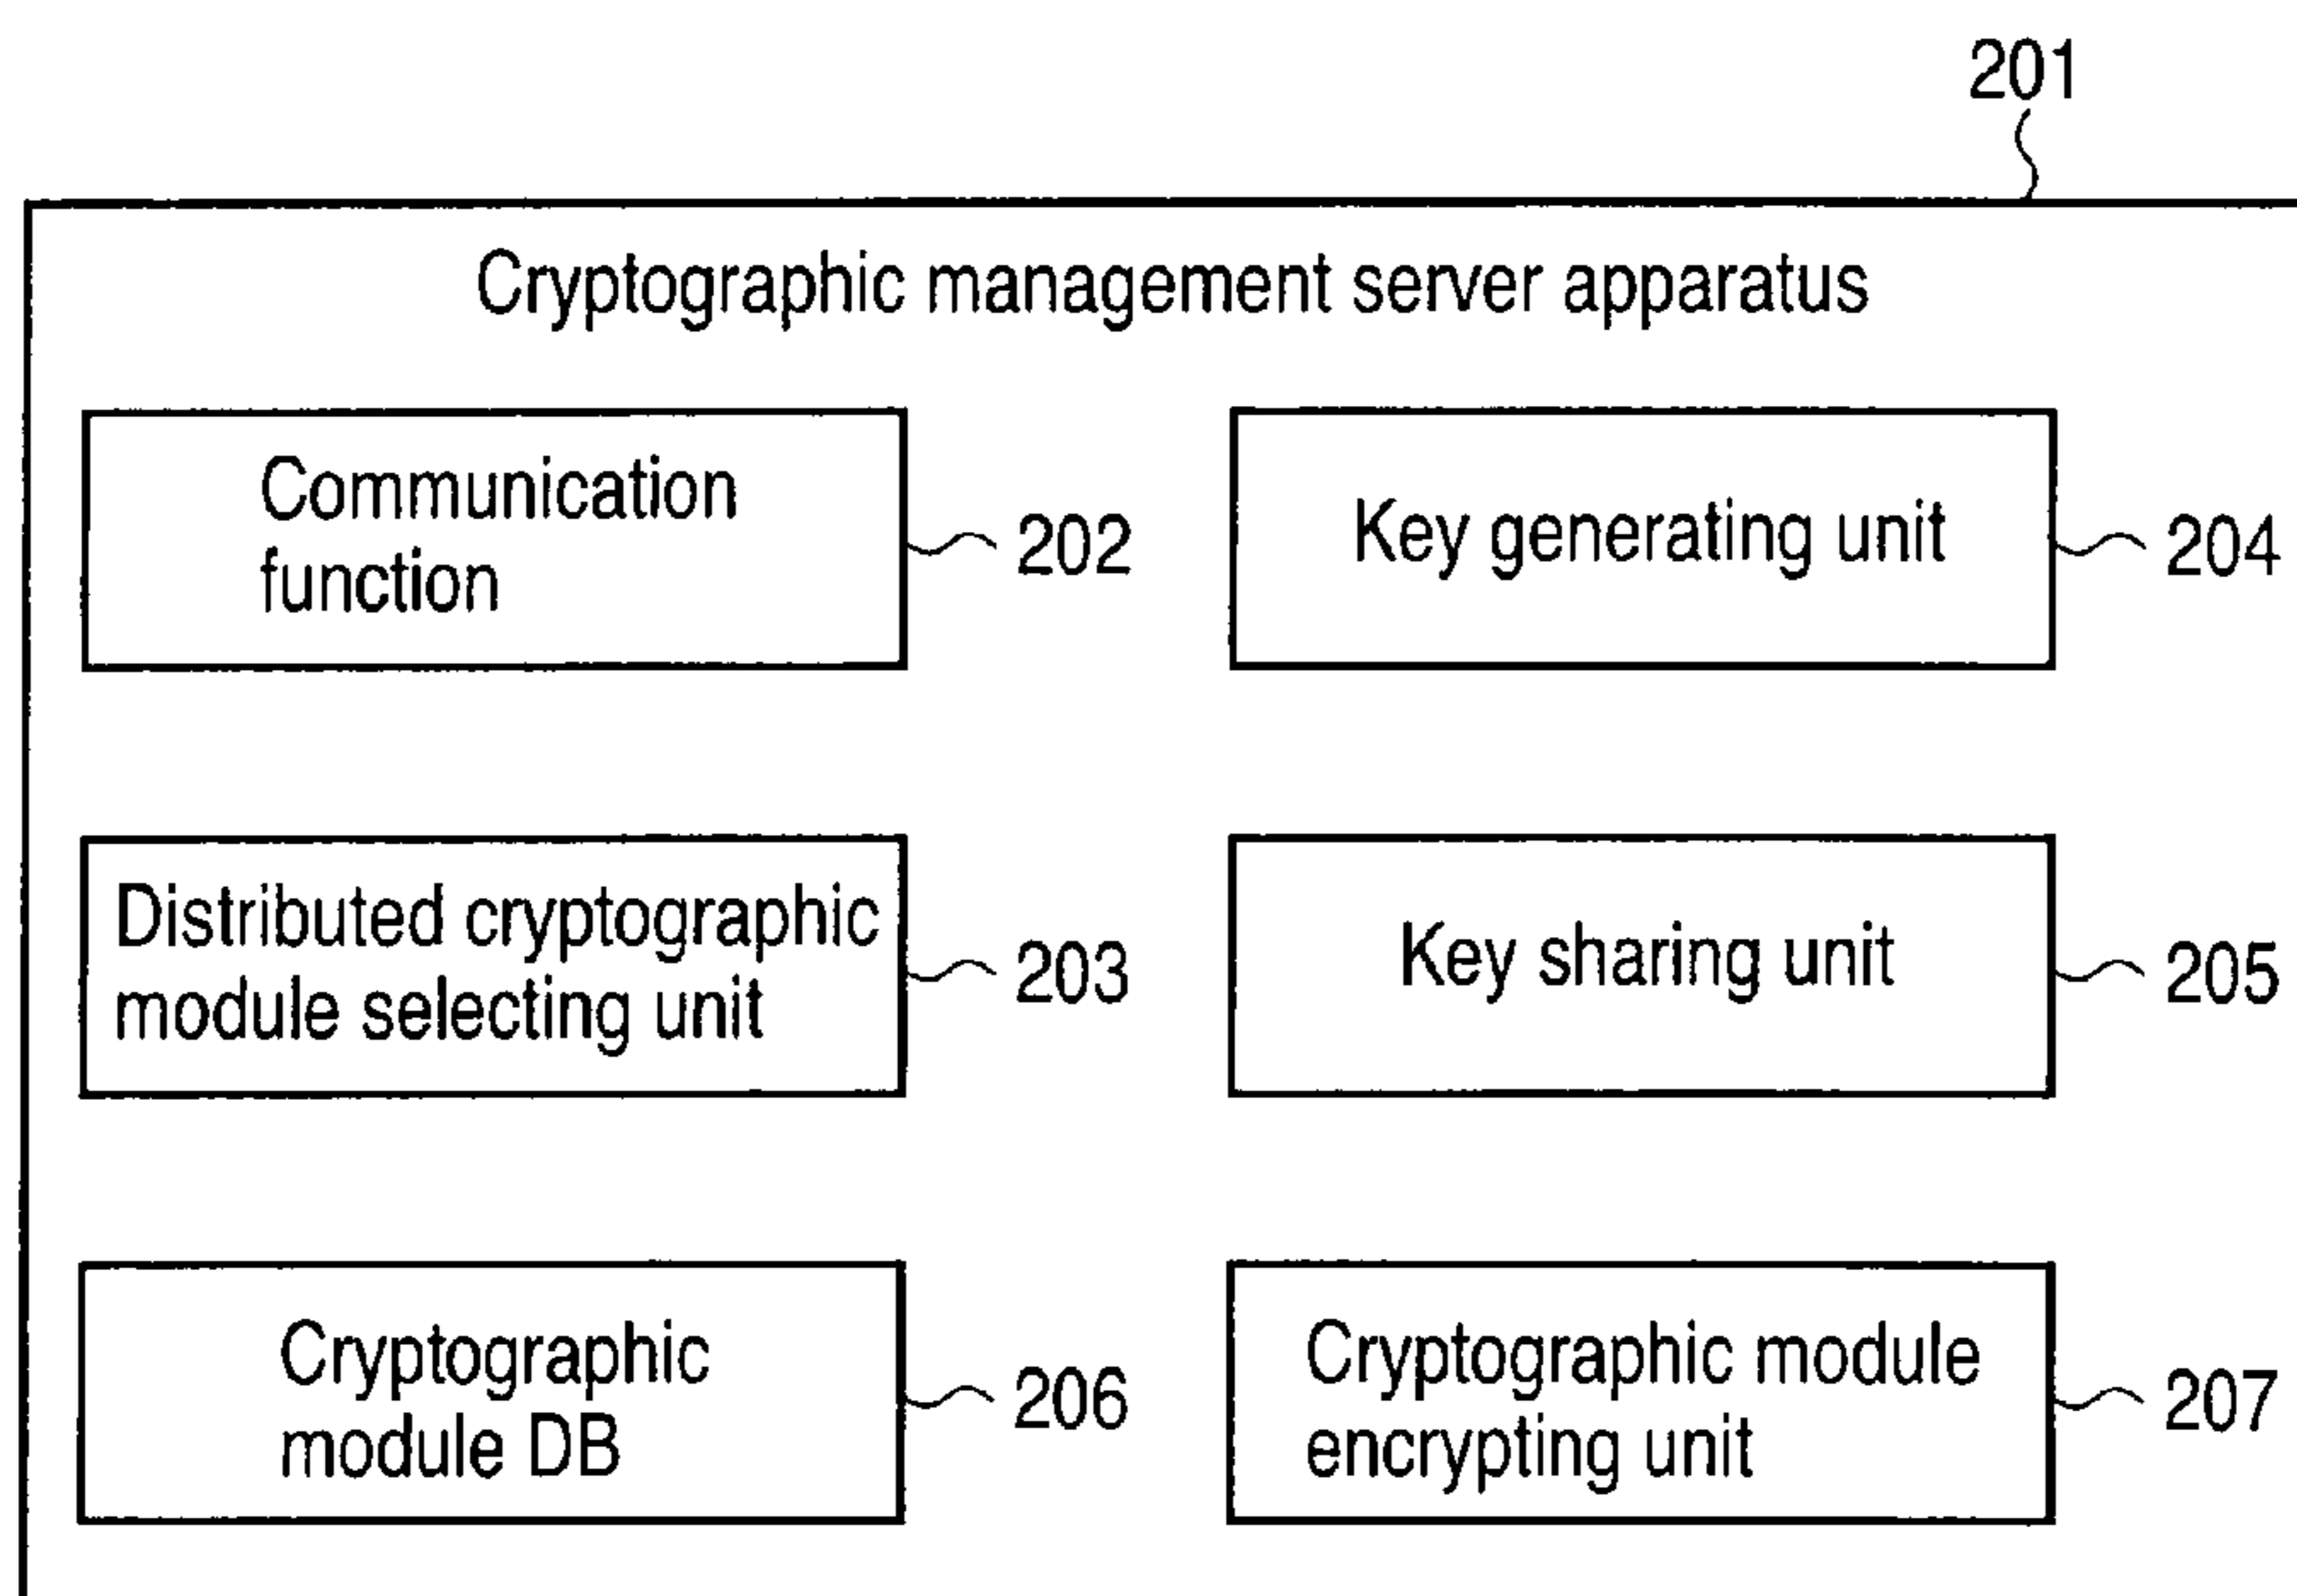 201
Cryptographic management server apparatus
Communication
function
202
Key generating unit
204
Distributed cryptographic
module selecting unit
203
Key sharing unit
205
Cryptographic
module DB
206
Cryptographic module
encrypting unit
207